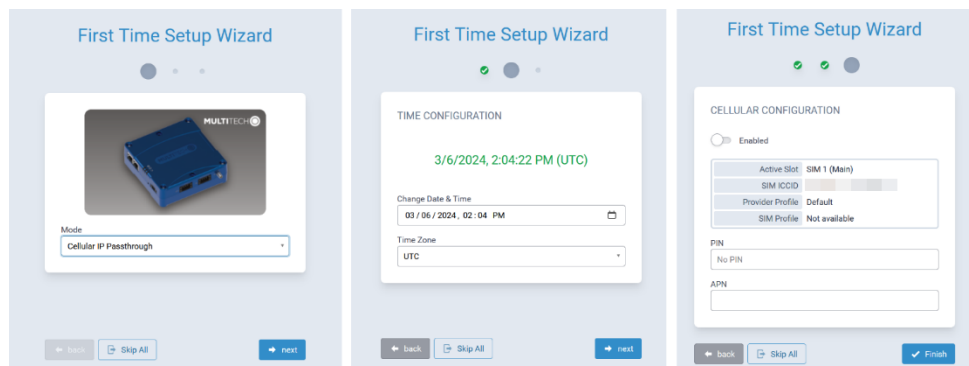 First Time Setup Wizard
MULTITECH
Mode
Cellular IP Passthrough
back
Skip All
next
First Time Setup Wizard
TIME CONFIGURATION
3/6/2024, 2:04:22 PM (UTC)
Change Date & Time
03/06/2024, 02:04 PM
Time Zone
UTC
back
Skip All
next
First Time Setup Wizard
CELLULAR CONFIGURATION
Enabled
Active Slot SIM 1 (Main)
SIM ICCID
Provider Profile Default
SIM Profile Not available
PIN
No PIN
APN
back
Skip All
Finish